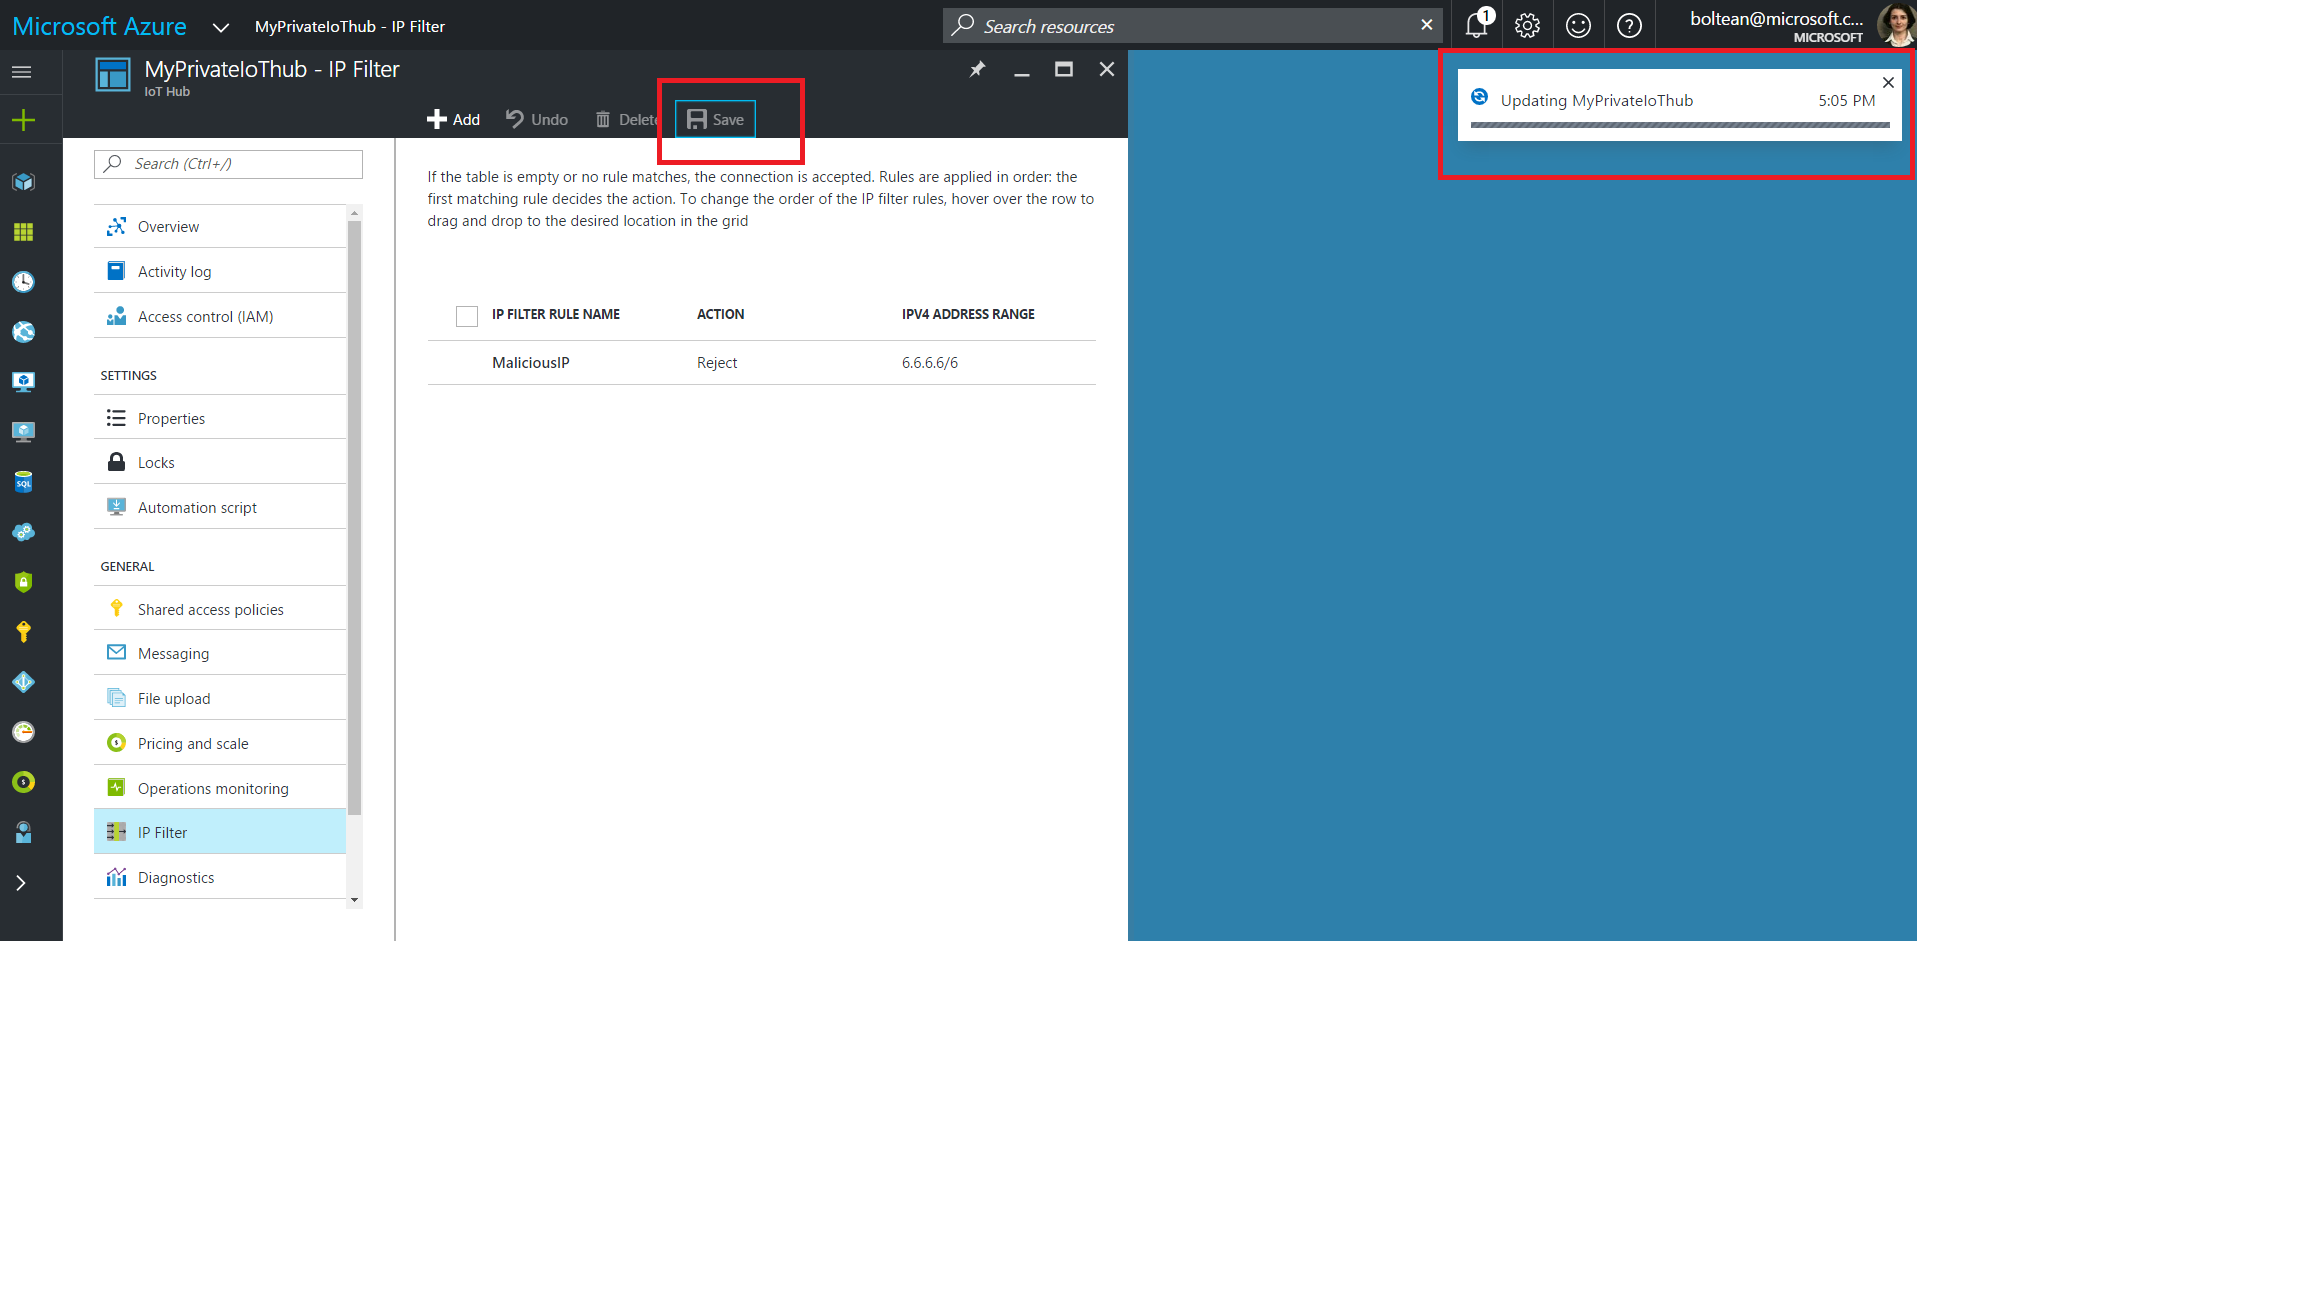 Microsoft Azure
MyPrivateIoThub - IP Filter
Search resources
1
boltean@microsoft.c...
MICROSOFT
MyPrivateIoThub - IP Filter
IoT Hub
Add
Undo
Delete
Save
Updating MyPrivateIoThub
5:05 PM
Search (Ctrl+/)
Overview
Activity log
Access control (IAM)
SETTINGS
Properties
Locks
Automation script
GENERAL
Shared access policies
Messaging
File upload
Pricing and scale
Operations monitoring
IP Filter
Diagnostics
If the table is empty or no rule matches, the connection is accepted. Rules are applied in order: the
first matching rule decides the action. To change the order of the IP filter rules, hover over the row to
drag and drop to the desired location in the grid
IP FILTER RULE NAME ACTION IPV4 ADDRESS RANGE
MaliciousIP Reject 6.6.6.6/6
SQL